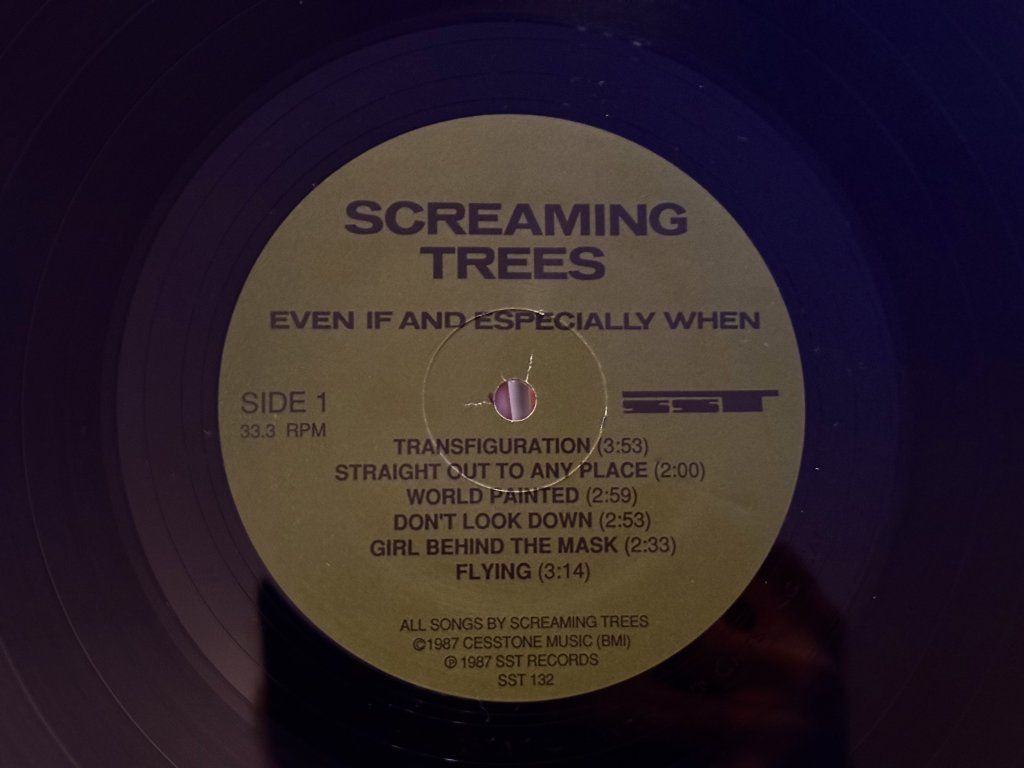 SCREAMING
TREES
EVEN IF AND ESPECIALLY WHEN
SIDE 1
33.3 RPM
SST
TRANSFIGURATION (3:53)
STRAIGHT OUT TO ANY PLACE (2:00)
WORLD PAINTED (2:59)
DON'T LOOK DOWN (2:53)
GIRL BEHIND THE MASK (2:33)
FLYING (3:14)
ALL SONGS BY SCREAMING TREES
©1987 CESSTONE MUSIC (BMI)
℗ 1987 SST RECORDS
SST 132